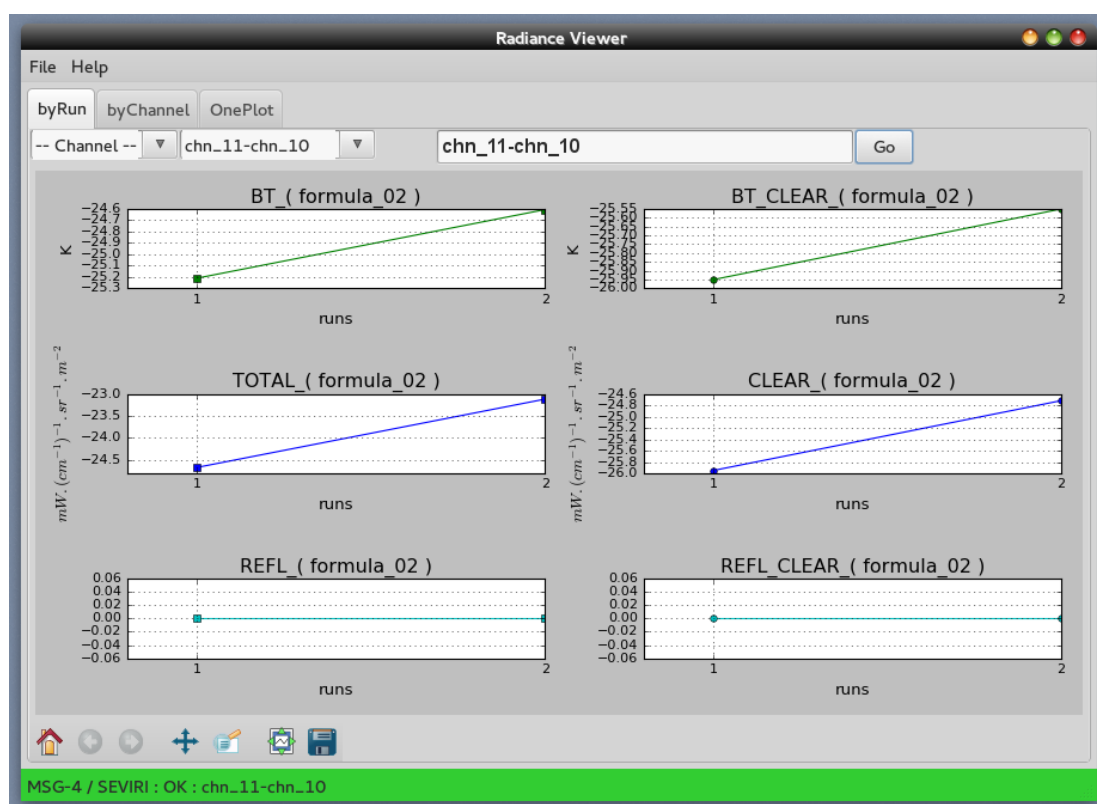 Radiance Viewer
File Help
byRun byChannel OnePlot
-- Channel -- chn_11-chn_10 chn_11-chn_10 Go
BT_( formula_02 )
−24.6
−24.7
−24.8
−24.9
−25.0
−25.1
−25.2
−25.3
K
1 2
runs
BT_CLEAR_( formula_02 )
−25.55
−25.60
−25.65
−25.70
−25.75
−25.80
−25.85
−25.90
−25.95
−26.00
K
1 2
runs
TOTAL_( formula_02 )
−23.0
−23.5
−24.0
−24.5
mW.(cm⁻¹)⁻¹.sr⁻¹.m⁻²
1 2
runs
CLEAR_( formula_02 )
−24.6
−24.8
−25.0
−25.2
−25.4
−25.6
−25.8
−26.0
mW.(cm⁻¹)⁻¹.sr⁻¹.m⁻²
1 2
runs
REFL_( formula_02 )
0.06
0.04
0.02
0.00
−0.02
−0.04
−0.06
1 2
runs
REFL_CLEAR_( formula_02 )
0.06
0.04
0.02
0.00
−0.02
−0.04
−0.06
1 2
runs
MSG-4 / SEVIRI : OK : chn_11-chn_10